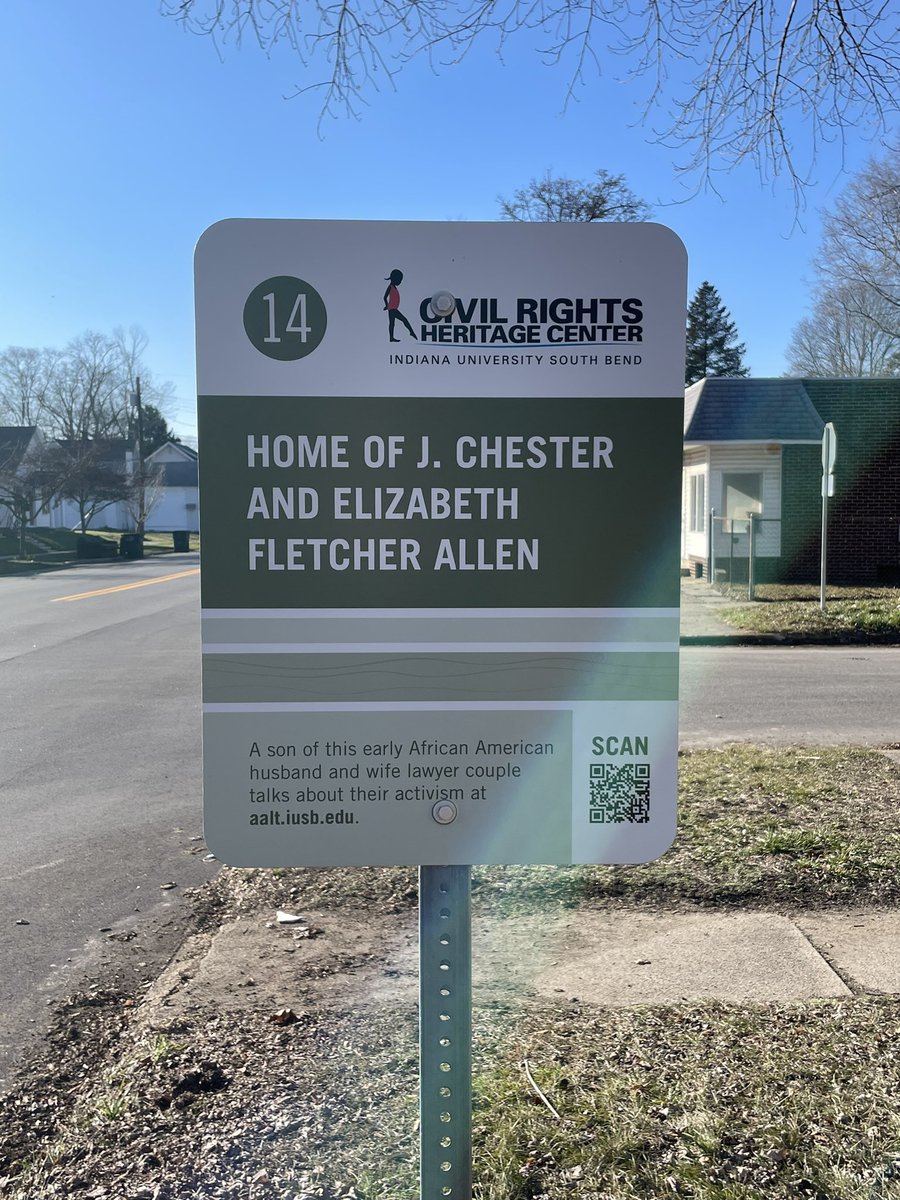 14
CIVIL RIGHTS
HERITAGE CENTER
INDIANA UNIVERSITY SOUTH BEND
HOME OF J. CHESTER
AND ELIZABETH
FLETCHER ALLEN
A son of this early African American
husband and wife lawyer couple
talks about their activism at
aalt.iusb.edu.
SCAN